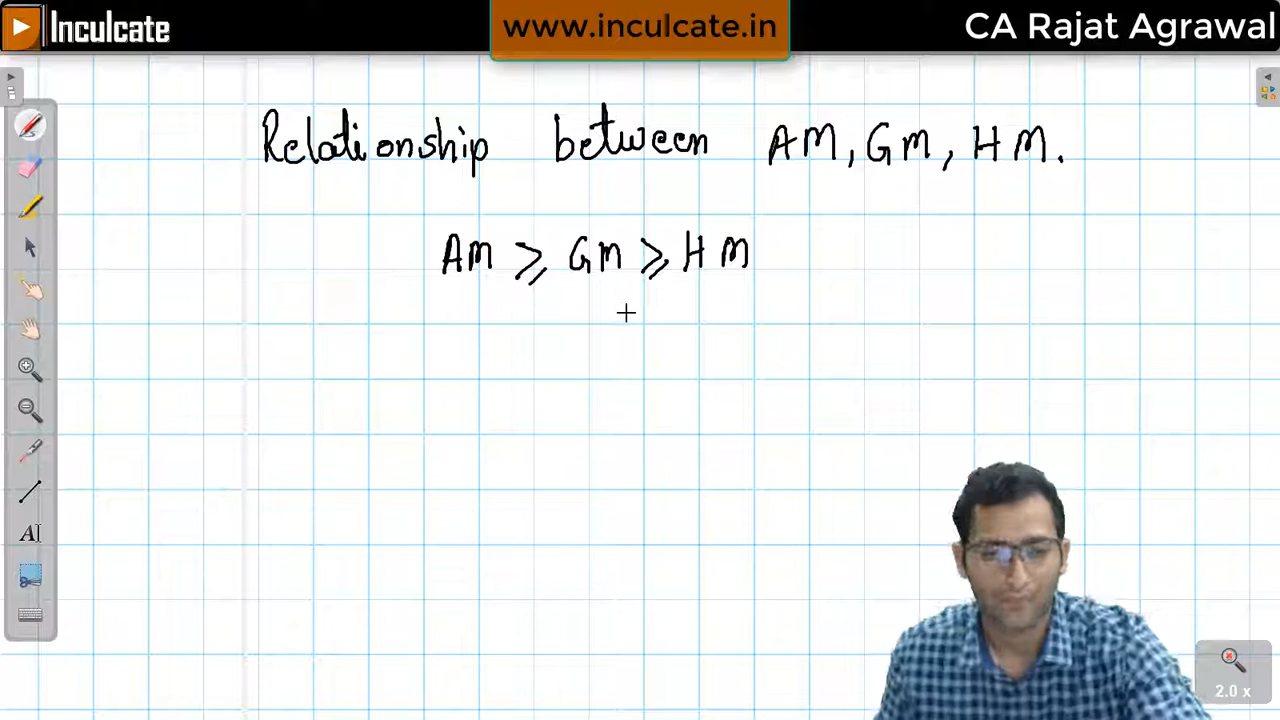 Inculcate
www.inculcate.in
CA Rajat Agrawal
Relationship between AM, GM, HM.
AM ⩾ GM ⩾ HM
A
2.0 x